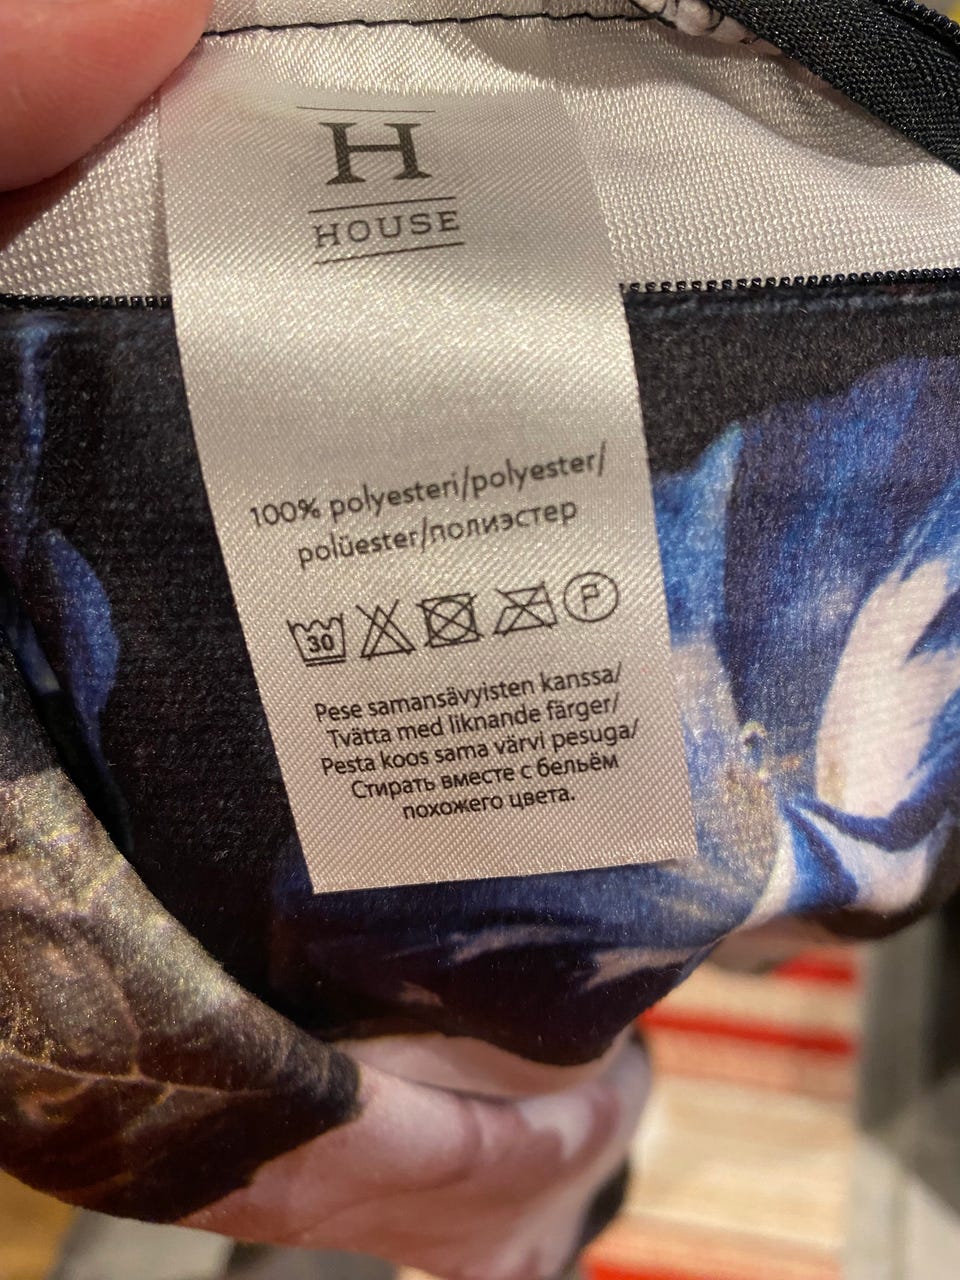 H
HOUSE
100% polyesteri/polyester/
polüester/полиэстер
30
P
Pese samansävyisten kanssa/
Tvätta med liknande färger/
Pesta koos sama värvi pesuga/
Стирать вместе с бельём
похожего цвета.